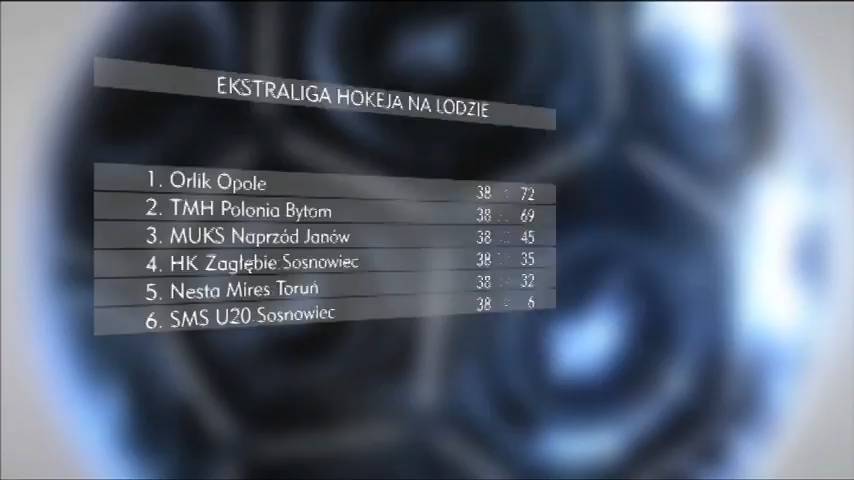 EKSTRALIGA HOKEJA NA LODZIE
1. Orlik Opole 38 : 72
2. TMH Polonia Bytom 38 : 69
3. MUKS Naprzód Janów 38 : 45
4. HK Zagłębie Sosnowiec 38 : 35
5. Nesta Mires Toruń 38 : 32
6. SMS U20 Sosnowiec 38 : 6